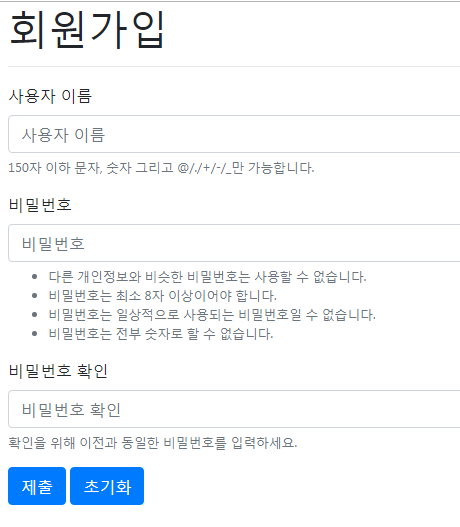 회원가입
사용자 이름
사용자 이름
150자 이하 문자, 숫자 그리고 @/./+/-/_만 가능합니다.
비밀번호
비밀번호
다른 개인정보와 비슷한 비밀번호는 사용할 수 없습니다.
비밀번호는 최소 8자 이상이어야 합니다.
비밀번호는 일상적으로 사용되는 비밀번호일 수 없습니다.
비밀번호는 전부 숫자로 할 수 없습니다.
비밀번호 확인
비밀번호 확인
확인을 위해 이전과 동일한 비밀번호를 입력하세요.
제출 초기화